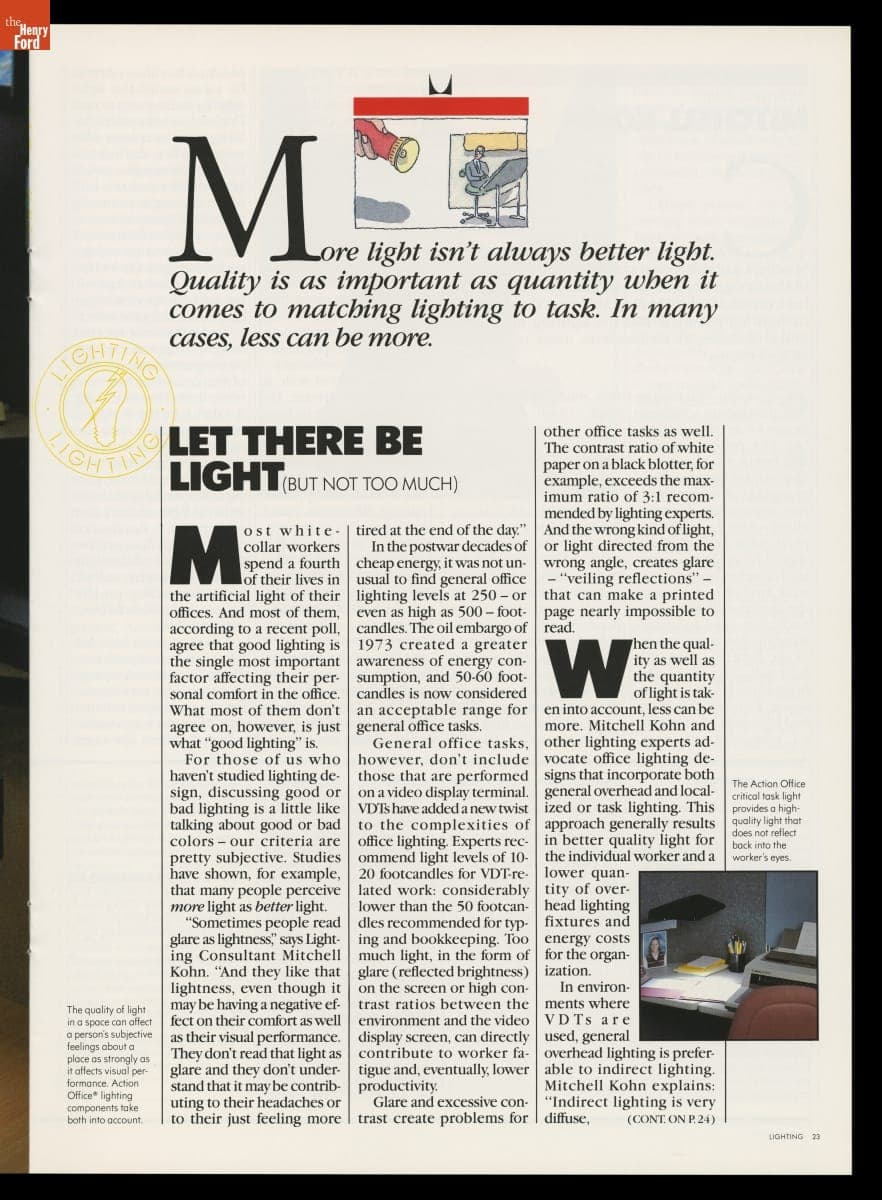 the
Henry
Ford
More light isn't always better light.
Quality is as important as quantity when it
comes to matching lighting to task. In many
cases, less can be more.
LIGHTING
LIGHTING
LET THERE BE
LIGHT (BUT NOT TOO MUCH)
Most white-
collar workers
spend a fourth
of their lives in
the artificial light of their
offices. And most of them,
according to a recent poll,
agree that good lighting is
the single most important
factor affecting their per-
sonal comfort in the office.
What most of them don't
agree on, however, is just
what "good lighting" is.
For those of us who
haven't studied lighting de-
sign, discussing good or
bad lighting is a little like
talking about good or bad
colors – our criteria are
pretty subjective. Studies
have shown, for example,
that many people perceive
more light as better light.
"Sometimes people read
glare as lightness," says Light-
ing Consultant Mitchell
Kohn. "And they like that
lightness, even though it
may be having a negative ef-
fect on their comfort as well
as their visual performance.
They don't read that light as
glare and they don't under-
stand that it may be contrib-
uting to their headaches or
to their just feeling more
tired at the end of the day."
In the postwar decades of
cheap energy, it was not un-
usual to find general office
lighting levels at 250 – or
even as high as 500 – foot-
candles. The oil embargo of
1973 created a greater
awareness of energy con-
sumption, and 50-60 foot-
candles is now considered
an acceptable range for
general office tasks.
General office tasks,
however, don't include
those that are performed
on a video display terminal.
VDTs have added a new twist
to the complexities of
office lighting. Experts rec-
ommend light levels of 10-
20 footcandles for VDT-re-
lated work: considerably
lower than the 50 footcan-
dles recommended for typ-
ing and bookkeeping. Too
much light, in the form of
glare (reflected brightness)
on the screen or high con-
trast ratios between the
environment and the video
display screen, can directly
contribute to worker fa-
tigue and, eventually, lower
productivity.
Glare and excessive con-
trast create problems for
other office tasks as well.
The contrast ratio of white
paper on a black blotter, for
example, exceeds the max-
imum ratio of 3:1 recom-
mended by lighting experts.
And the wrong kind of light,
or light directed from the
wrong angle, creates glare
– "veiling reflections" –
that can make a printed
page nearly impossible to
read.
When the qual-
ity as well as
the quantity
of light is tak-
en into account, less can be
more. Mitchell Kohn and
other lighting experts ad-
vocate office lighting de-
signs that incorporate both
general overhead and local-
ized or task lighting. This
approach generally results
in better quality light for
the individual worker and a
lower quan-
tity of over-
head lighting
fixtures and
energy costs
for the organ-
ization.
In environ-
ments where
VDTs are
used, general
overhead lighting is prefer-
able to indirect lighting.
Mitchell Kohn explains:
"Indirect lighting is very
diffuse, (CONT. ON P. 24)
The Action Office
critical task light
provides a high-
quality light that
does not reflect
back into the
worker's eyes.
The quality of light
in a space can affect
a person's subjective
feelings about a
place as strongly as
it affects visual per-
formance. Action
Office® lighting
components take
both into account.
LIGHTING 23